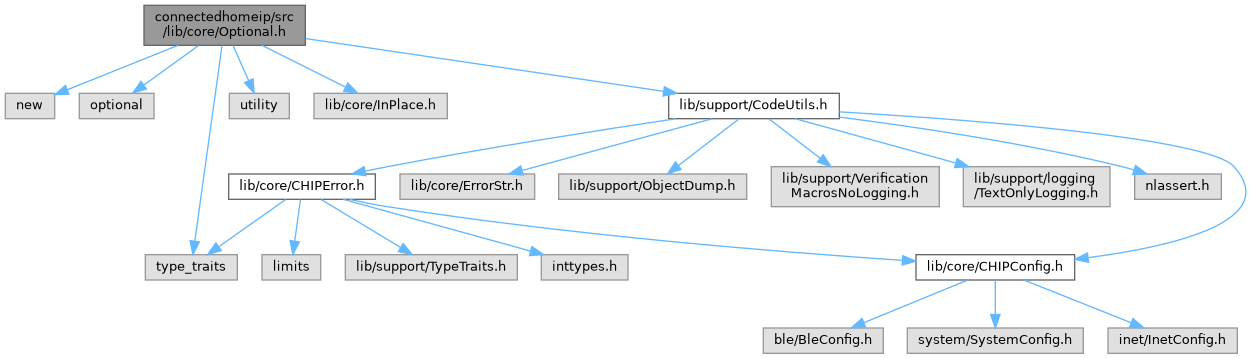 connectedhomeip/src
/lib/core/Optional.h
new
optional
utility
lib/core/InPlace.h
lib/support/CodeUtils.h
lib/core/CHIPError.h
lib/core/ErrorStr.h
lib/support/ObjectDump.h
lib/support/Verification
MacrosNoLogging.h
lib/support/logging
/TextOnlyLogging.h
nlassert.h
type_traits
limits
lib/support/TypeTraits.h
inttypes.h
lib/core/CHIPConfig.h
ble/BleConfig.h
system/SystemConfig.h
inet/InetConfig.h